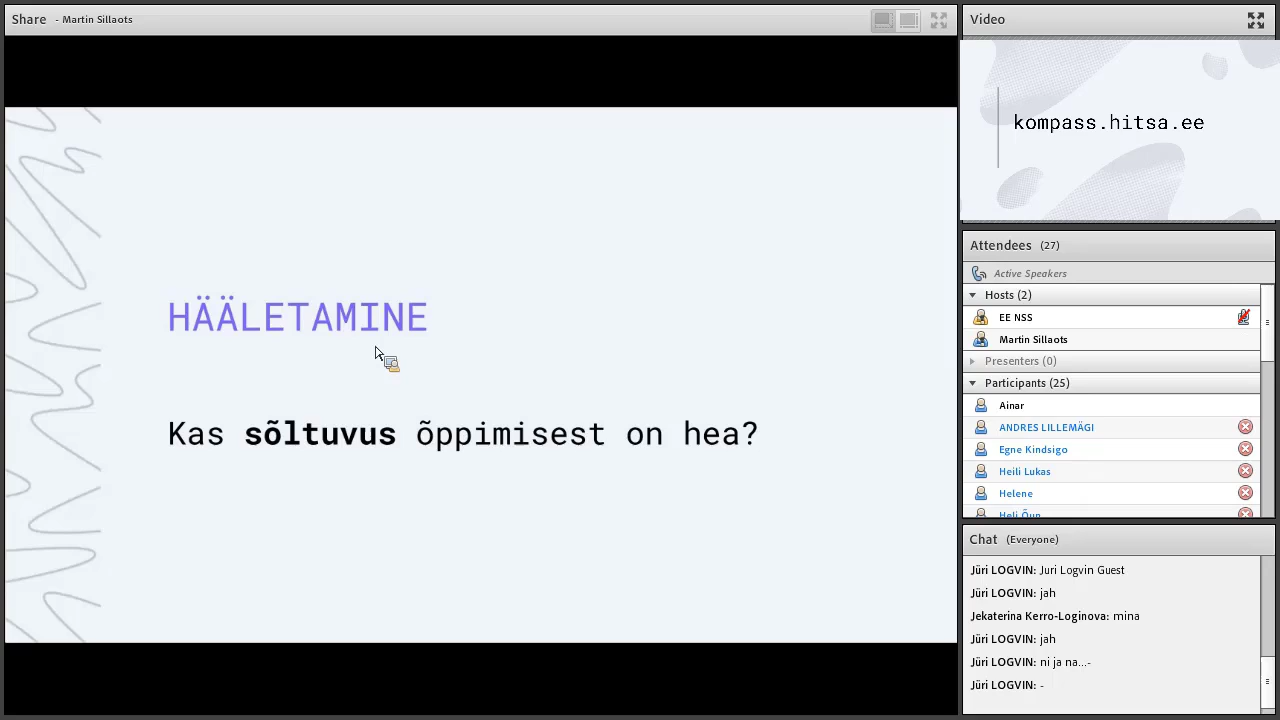 Share - Martin Sillaots
HÄÄLETAMINE
Kas sõltuvus õppimisest on hea?
Video
kompass.hitsa.ee
Attendees (27)
Active Speakers
Hosts (2)
EE NSS
Martin Sillaots
Presenters (0)
Participants (25)
Ainar
ANDRES LILLEMÄGI
Egne Kindsigo
Heili Lukas
Helene
Heli Õun
Chat (Everyone)
Jüri LOGVIN: Juri Logvin Guest
Jüri LOGVIN: jah
Jekaterina Kerro-Loginova: mina
Jüri LOGVIN: jah
Jüri LOGVIN: ni ja na...-
Jüri LOGVIN: -